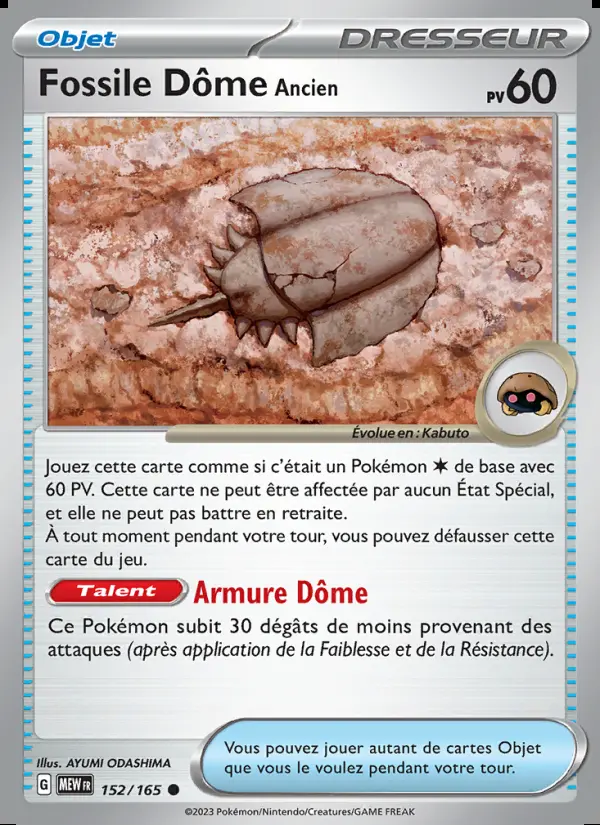 Objet
DRESSEUR
Fossile Dôme Ancien
PV 60
Évolue en : Kabuto
Jouez cette carte comme si c'était un Pokémon ✶ de base avec
60 PV. Cette carte ne peut être affectée par aucun État Spécial,
et elle ne peut pas battre en retraite.
À tout moment pendant votre tour, vous pouvez défausser cette
carte du jeu.
Talent Armure Dôme
Ce Pokémon subit 30 dégâts de moins provenant des
attaques (après application de la Faiblesse et de la Résistance).
Illus. AYUMI ODASHIMA
G MEW FR 152/165 ●
Vous pouvez jouer autant de cartes Objet
que vous le voulez pendant votre tour.
©2023 Pokémon/Nintendo/Creatures/GAME FREAK